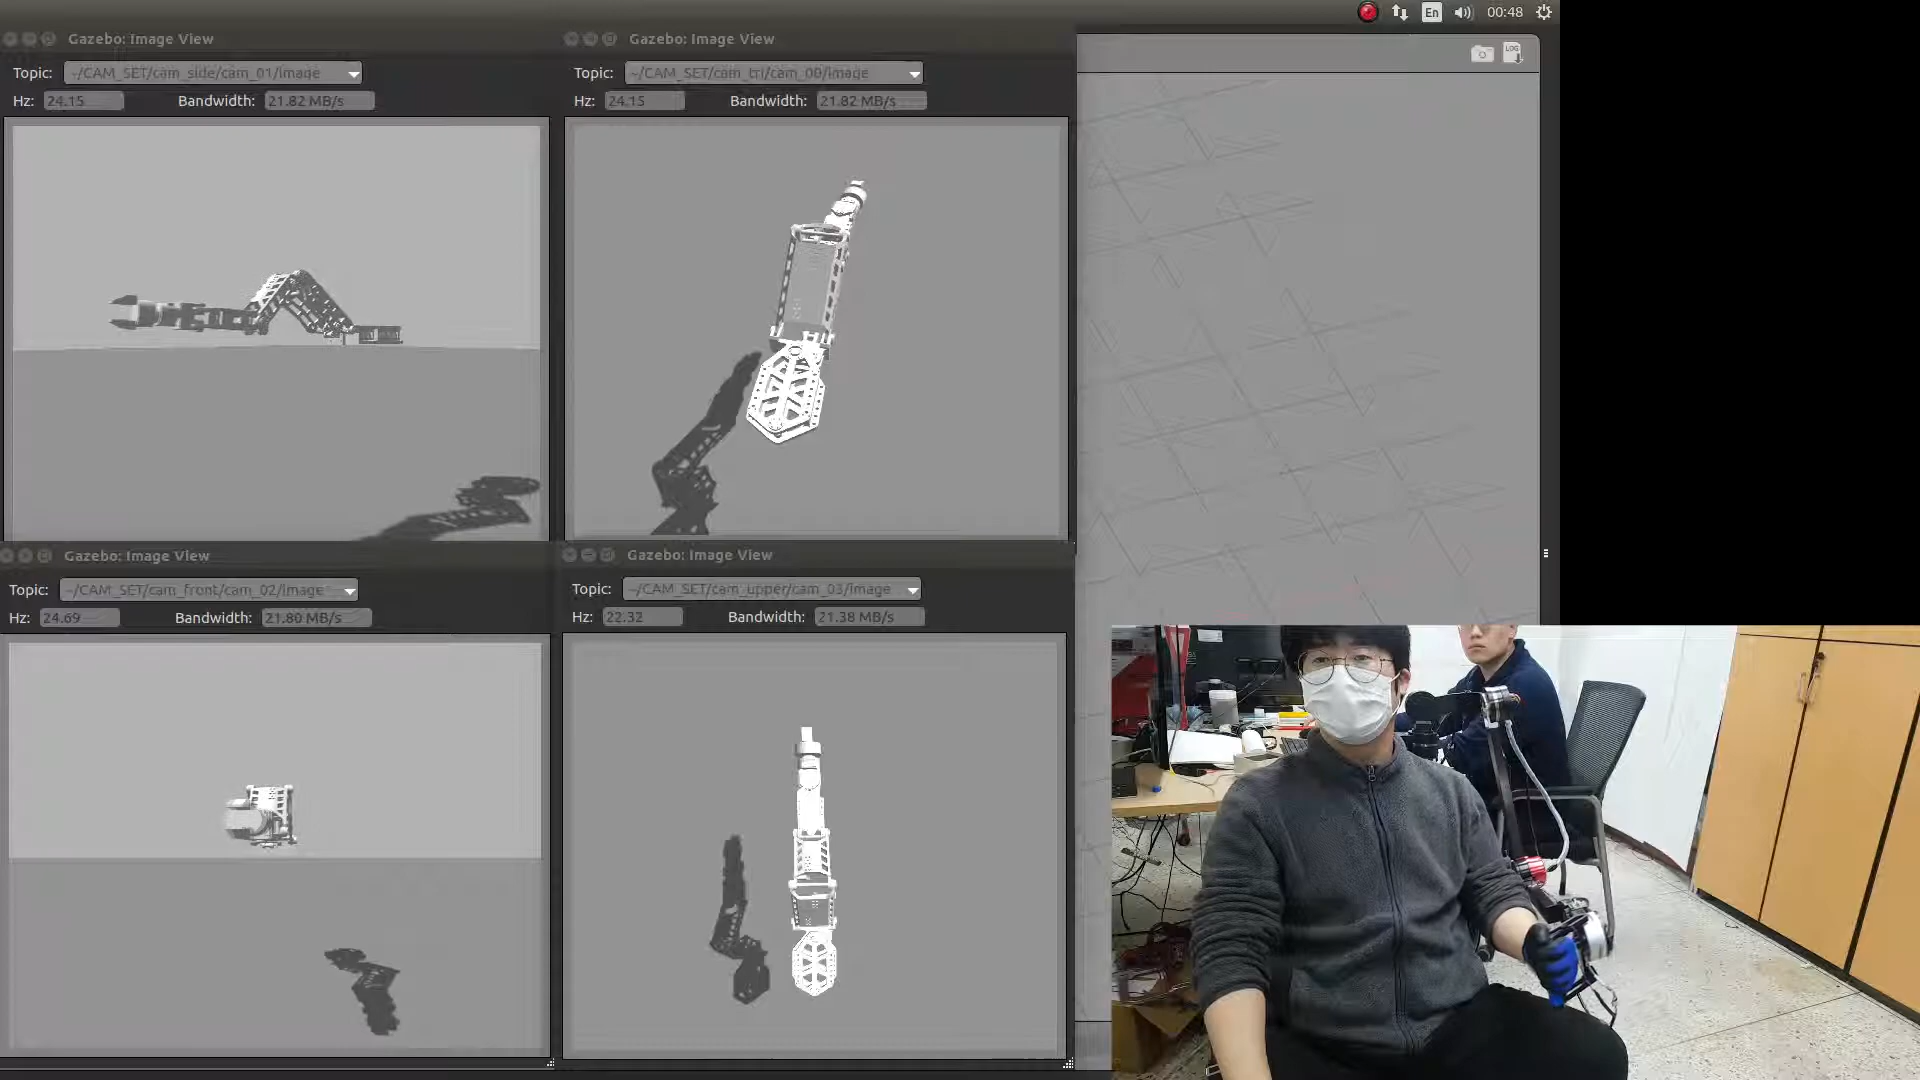 En
00:48
Gazebo: Image View
Topic: ~/CAM_SET/cam_side/cam_01/image
Hz: 24.15 Bandwidth: 21.82 MB/s
Gazebo: Image View
Topic: ~/CAM_SET/cam_tri/cam_00/image
Hz: 24.15 Bandwidth: 21.82 MB/s
LOG
Gazebo: Image View
Topic: ~/CAM_SET/cam_front/cam_02/image
Hz: 24.69 Bandwidth: 21.80 MB/s
Gazebo: Image View
Topic: ~/CAM_SET/cam_upper/cam_03/image
Hz: 22.32 Bandwidth: 21.38 MB/s